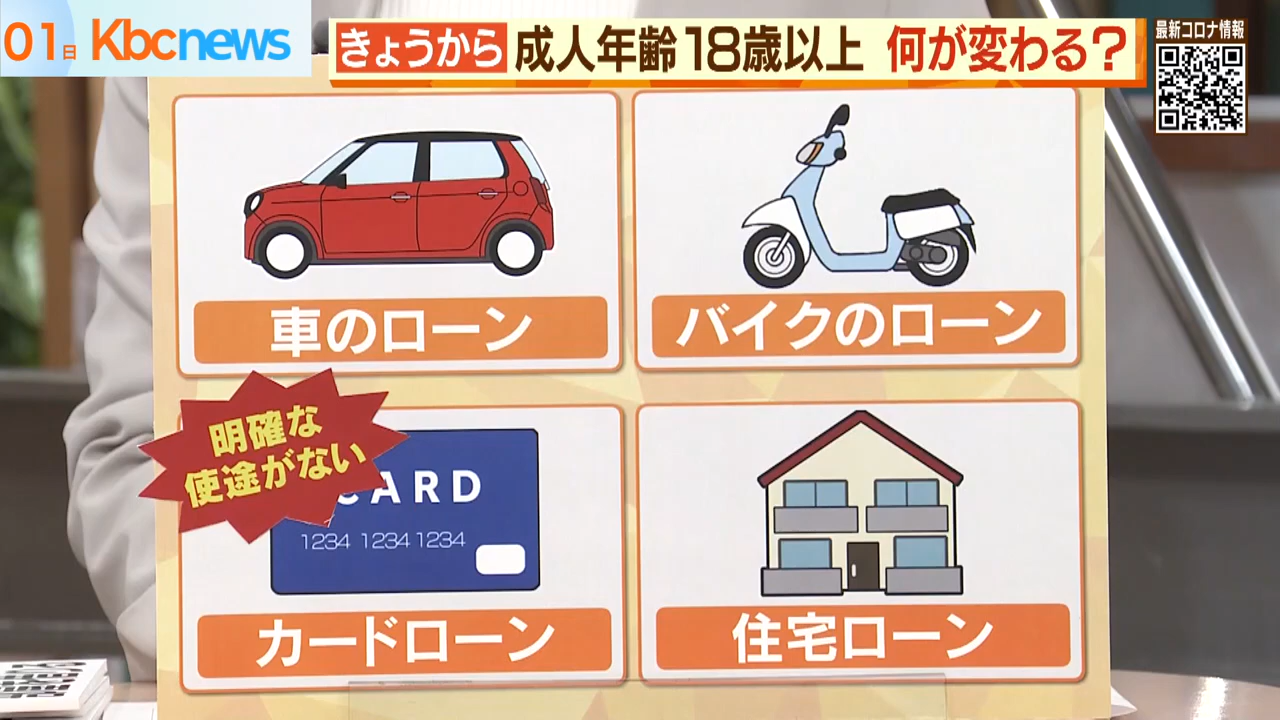 01日 Kbcnews
きょうから 成人年齢18歳以上 何が変わる?
最新コロナ情報
車のローン
バイクのローン
明確な
使途がない
CARD
1234 1234 1234
カードローン
住宅ローン